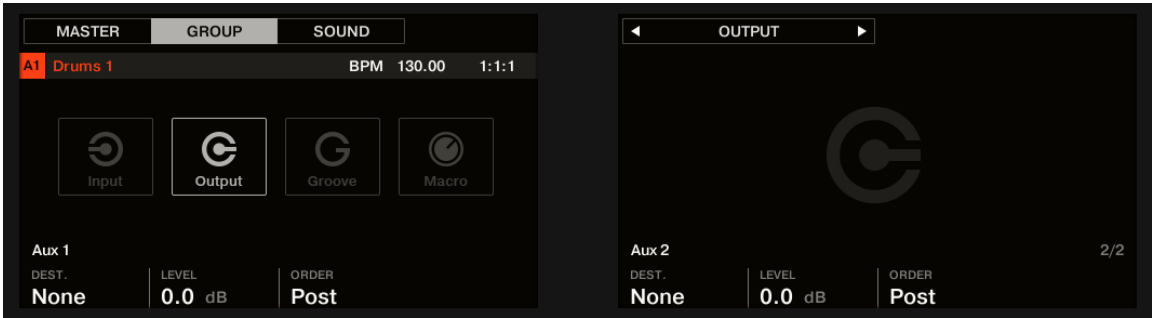 MASTER GROUP SOUND
A1 Drums 1 BPM 130.00 1:1:1
Input Output Groove Macro
Aux 1
DEST. LEVEL ORDER
None 0.0 dB Post
OUTPUT
Aux 2 2/2
DEST. LEVEL ORDER
None 0.0 dB Post